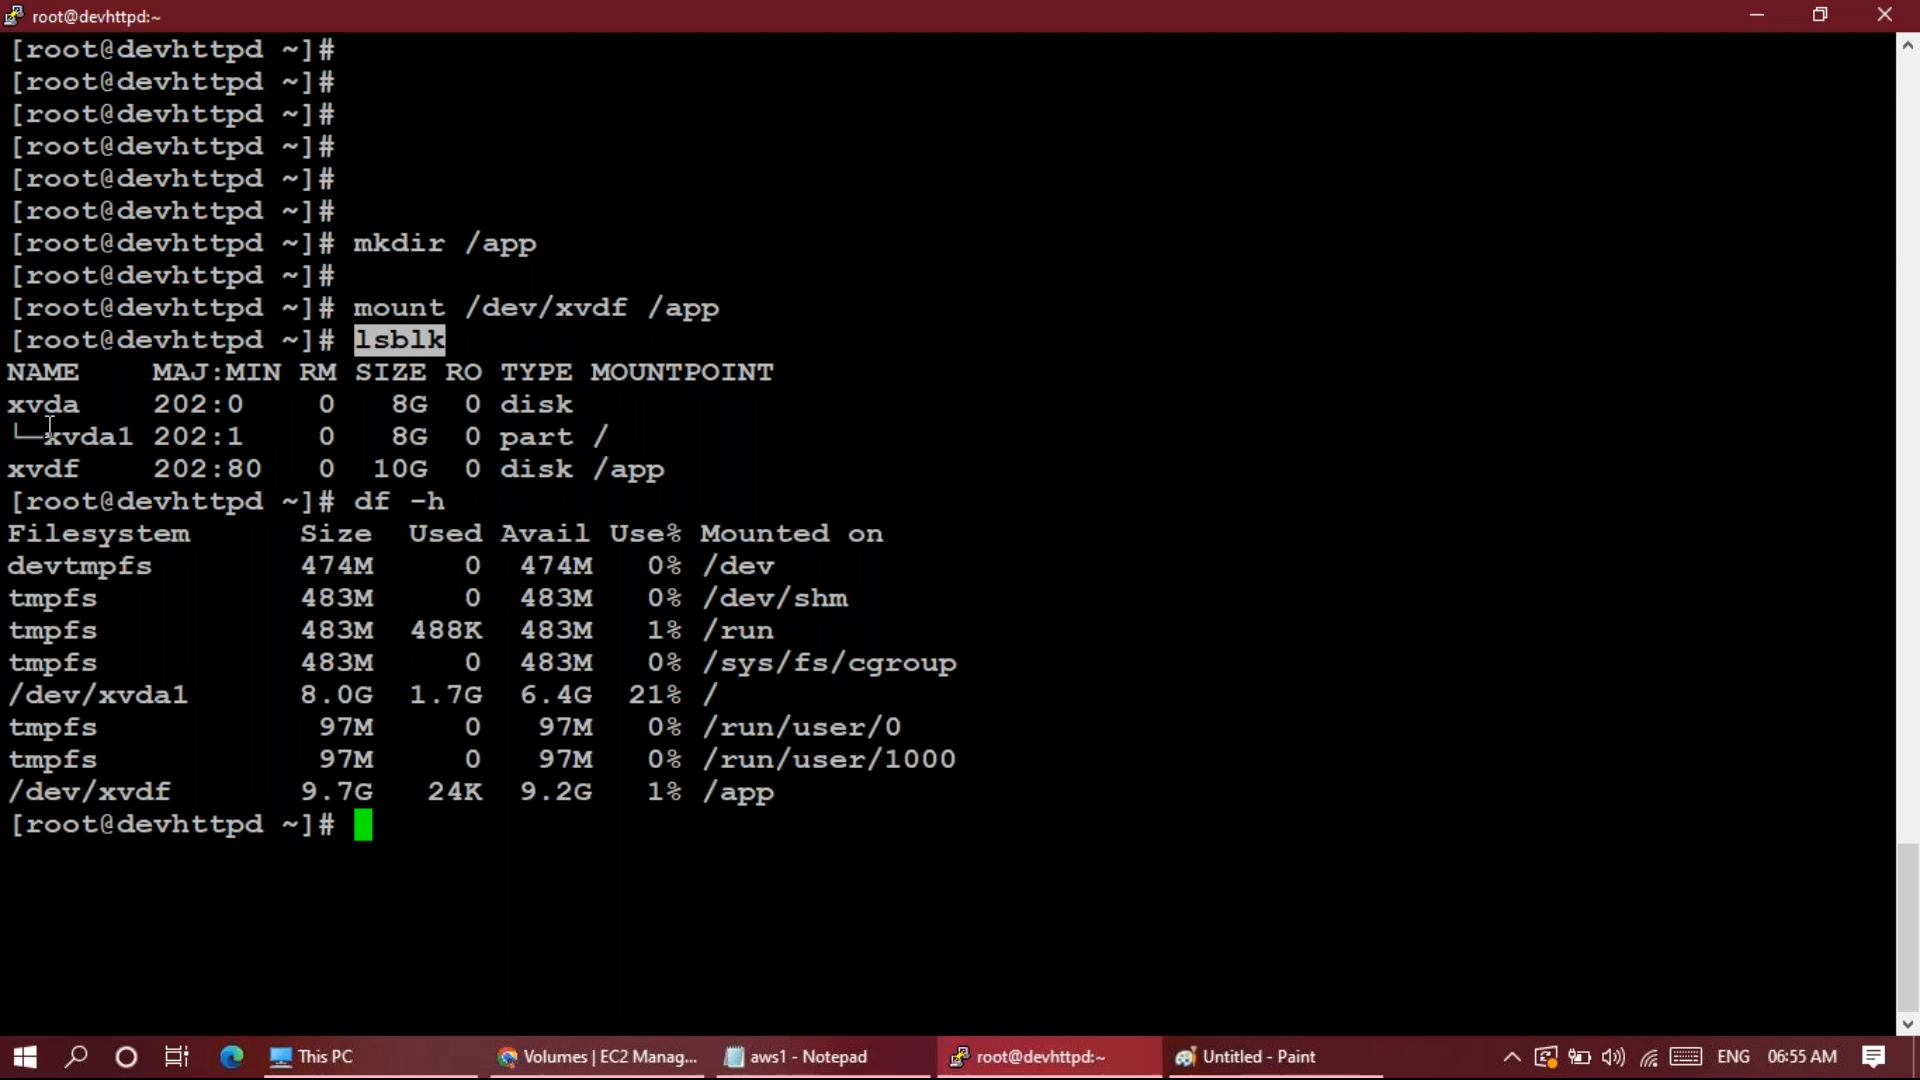 root@devhttpd:~
[root@devhttpd ~]#
[root@devhttpd ~]#
[root@devhttpd ~]#
[root@devhttpd ~]#
[root@devhttpd ~]#
[root@devhttpd ~]#
[root@devhttpd ~]# mkdir /app
[root@devhttpd ~]#
[root@devhttpd ~]# mount /dev/xvdf /app
[root@devhttpd ~]# lsblk
NAME    MAJ:MIN RM SIZE RO TYPE MOUNTPOINT
xvda    202:0    0   8G  0 disk
└─xvda1 202:1    0   8G  0 part /
xvdf    202:80   0  10G  0 disk /app
[root@devhttpd ~]# df -h
Filesystem      Size  Used Avail Use% Mounted on
devtmpfs        474M     0  474M   0% /dev
tmpfs           483M     0  483M   0% /dev/shm
tmpfs           483M  488K  483M   1% /run
tmpfs           483M     0  483M   0% /sys/fs/cgroup
/dev/xvda1      8.0G  1.7G  6.4G  21% /
tmpfs            97M     0   97M   0% /run/user/0
tmpfs            97M     0   97M   0% /run/user/1000
/dev/xvdf       9.7G   24K  9.2G   1% /app
[root@devhttpd ~]#
This PC Volumes | EC2 Manag... aws1 - Notepad root@devhttpd:~ Untitled - Paint ENG 06:55 AM